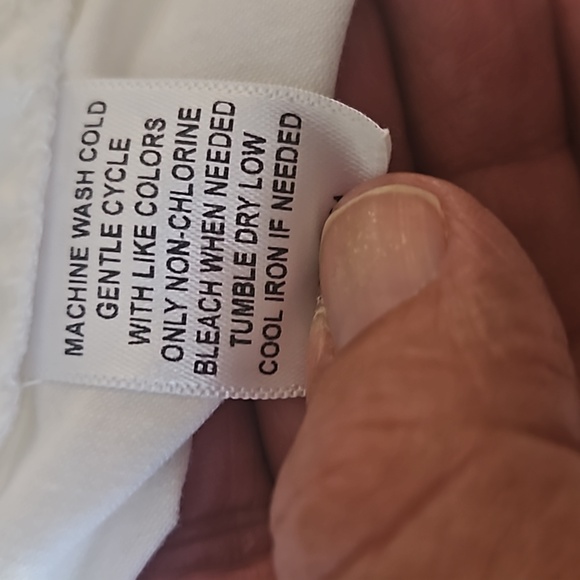 MACHINE WASH COLD
GENTLE CYCLE
WITH LIKE COLORS
ONLY NON-CHLORINE
BLEACH WHEN NEEDED
TUMBLE DRY LOW
COOL IRON IF NEEDED